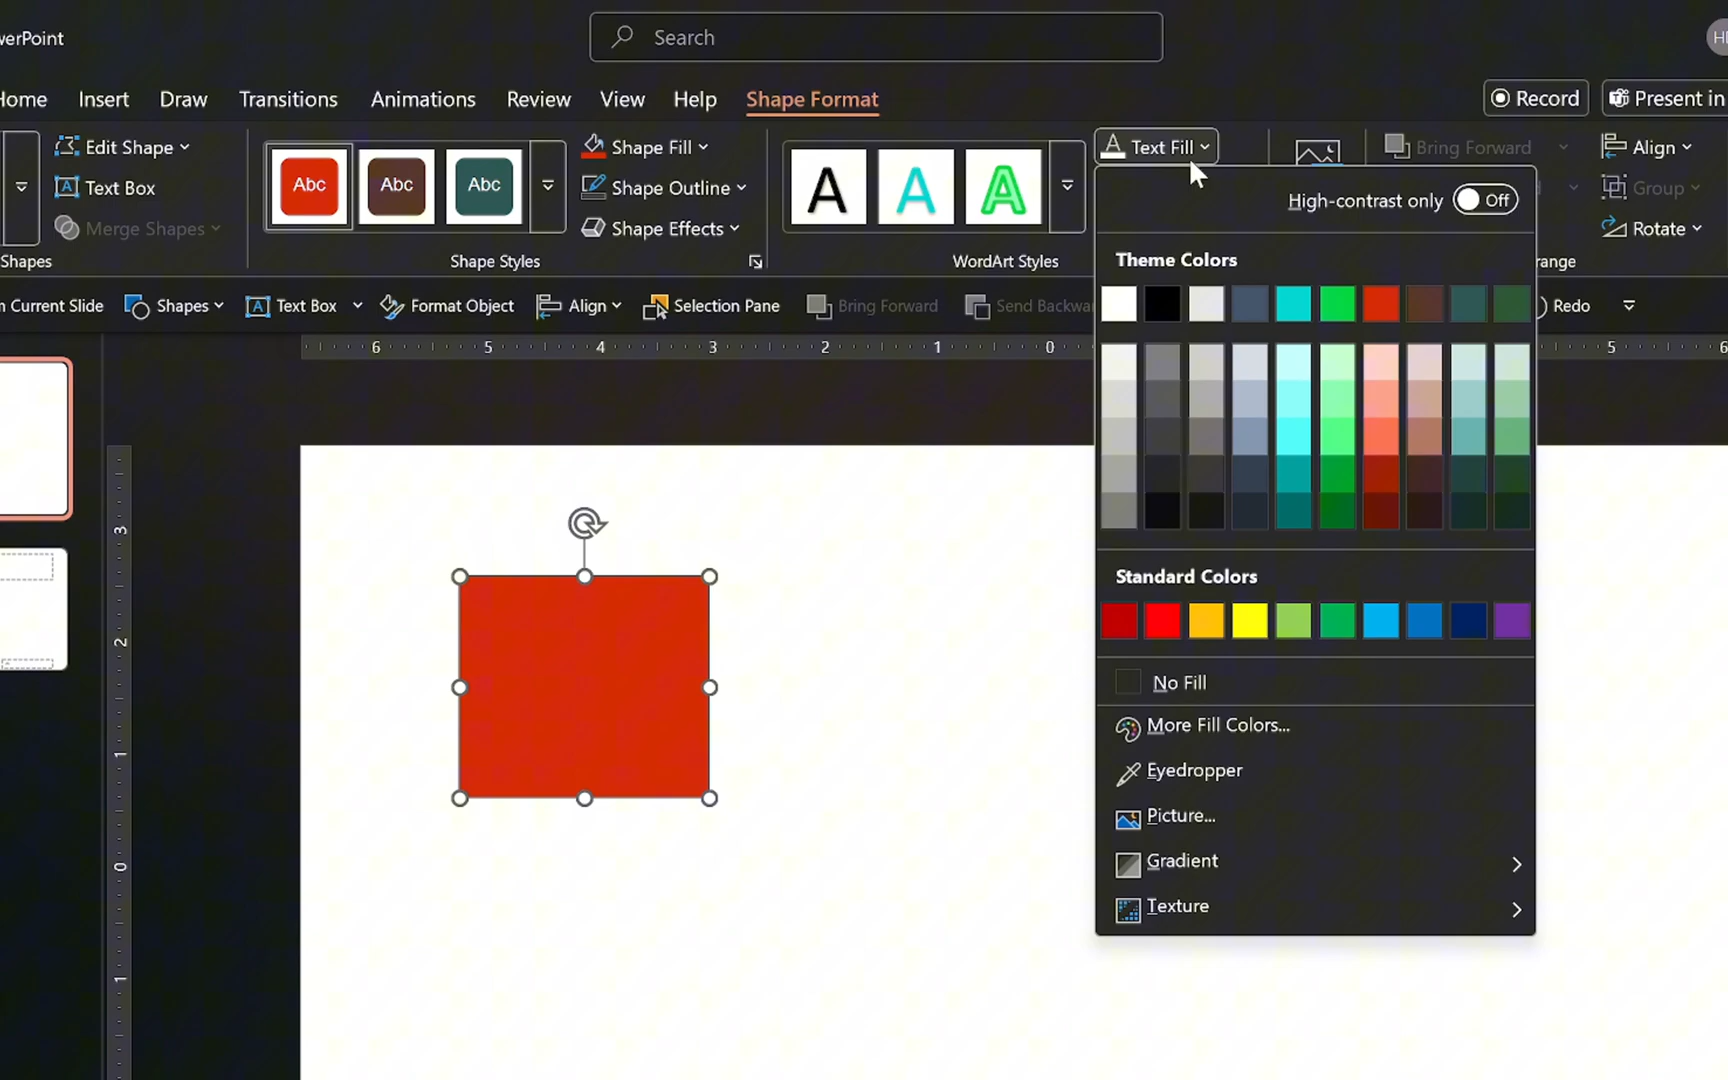 werPoint
Search
Home Insert Draw Transitions Animations Review View Help Shape Format Record Present in
Edit Shape
Text Box
Merge Shapes
Shapes
Abc Abc Abc
Shape Fill
Shape Outline
Shape Effects
Shape Styles
A A A
WordArt Styles
A Text Fill
Bring Forward
Align
Group
Rotate
range
m Current Slide Shapes A Text Box Format Object Align Selection Pane Bring Forward Send Backwa Redo
High-contrast only Off
Theme Colors
Standard Colors
No Fill
More Fill Colors...
Eyedropper
Picture...
Gradient
Texture
6 5 4 3 2 1 0 5 6
3
2
1
0
1